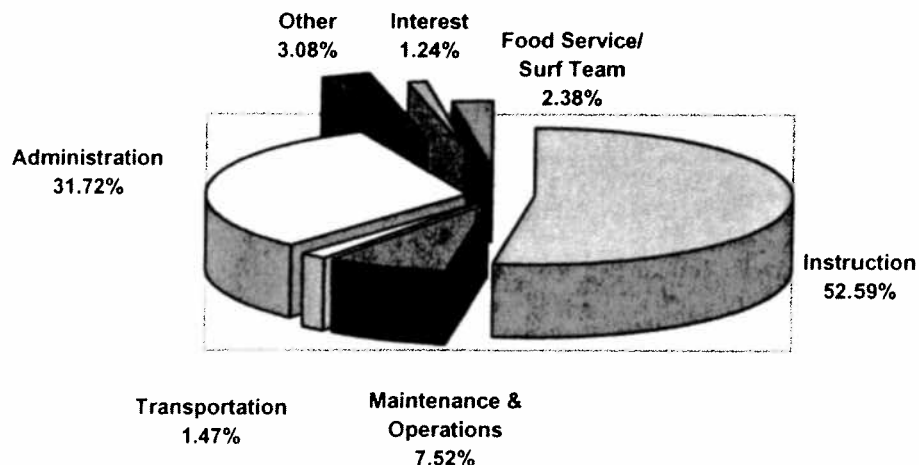 Other
3.08%
Interest
1.24%
Food Service/
Surf Team
2.38%
Administration
31.72%
Instruction
52.59%
Transportation
1.47%
Maintenance &
Operations
7.52%